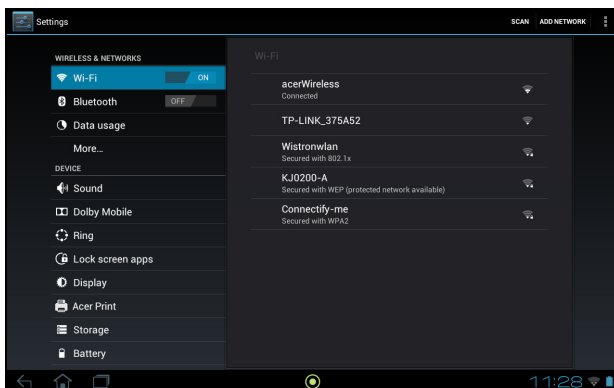 Settings
SCAN ADD NETWORK
WIRELESS & NETWORKS
Wi-Fi ON
Bluetooth OFF
Data usage
More...
DEVICE
Sound
Dolby Mobile
Ring
Lock screen apps
Display
Acer Print
Storage
Battery
Wi-Fi
acerWireless
Connected
TP-LINK_375A52
Wistronwlan
Secured with 802.1x
KJ0200-A
Secured with WEP (protected network available)
Connectify-me
Secured with WPA2
11:28